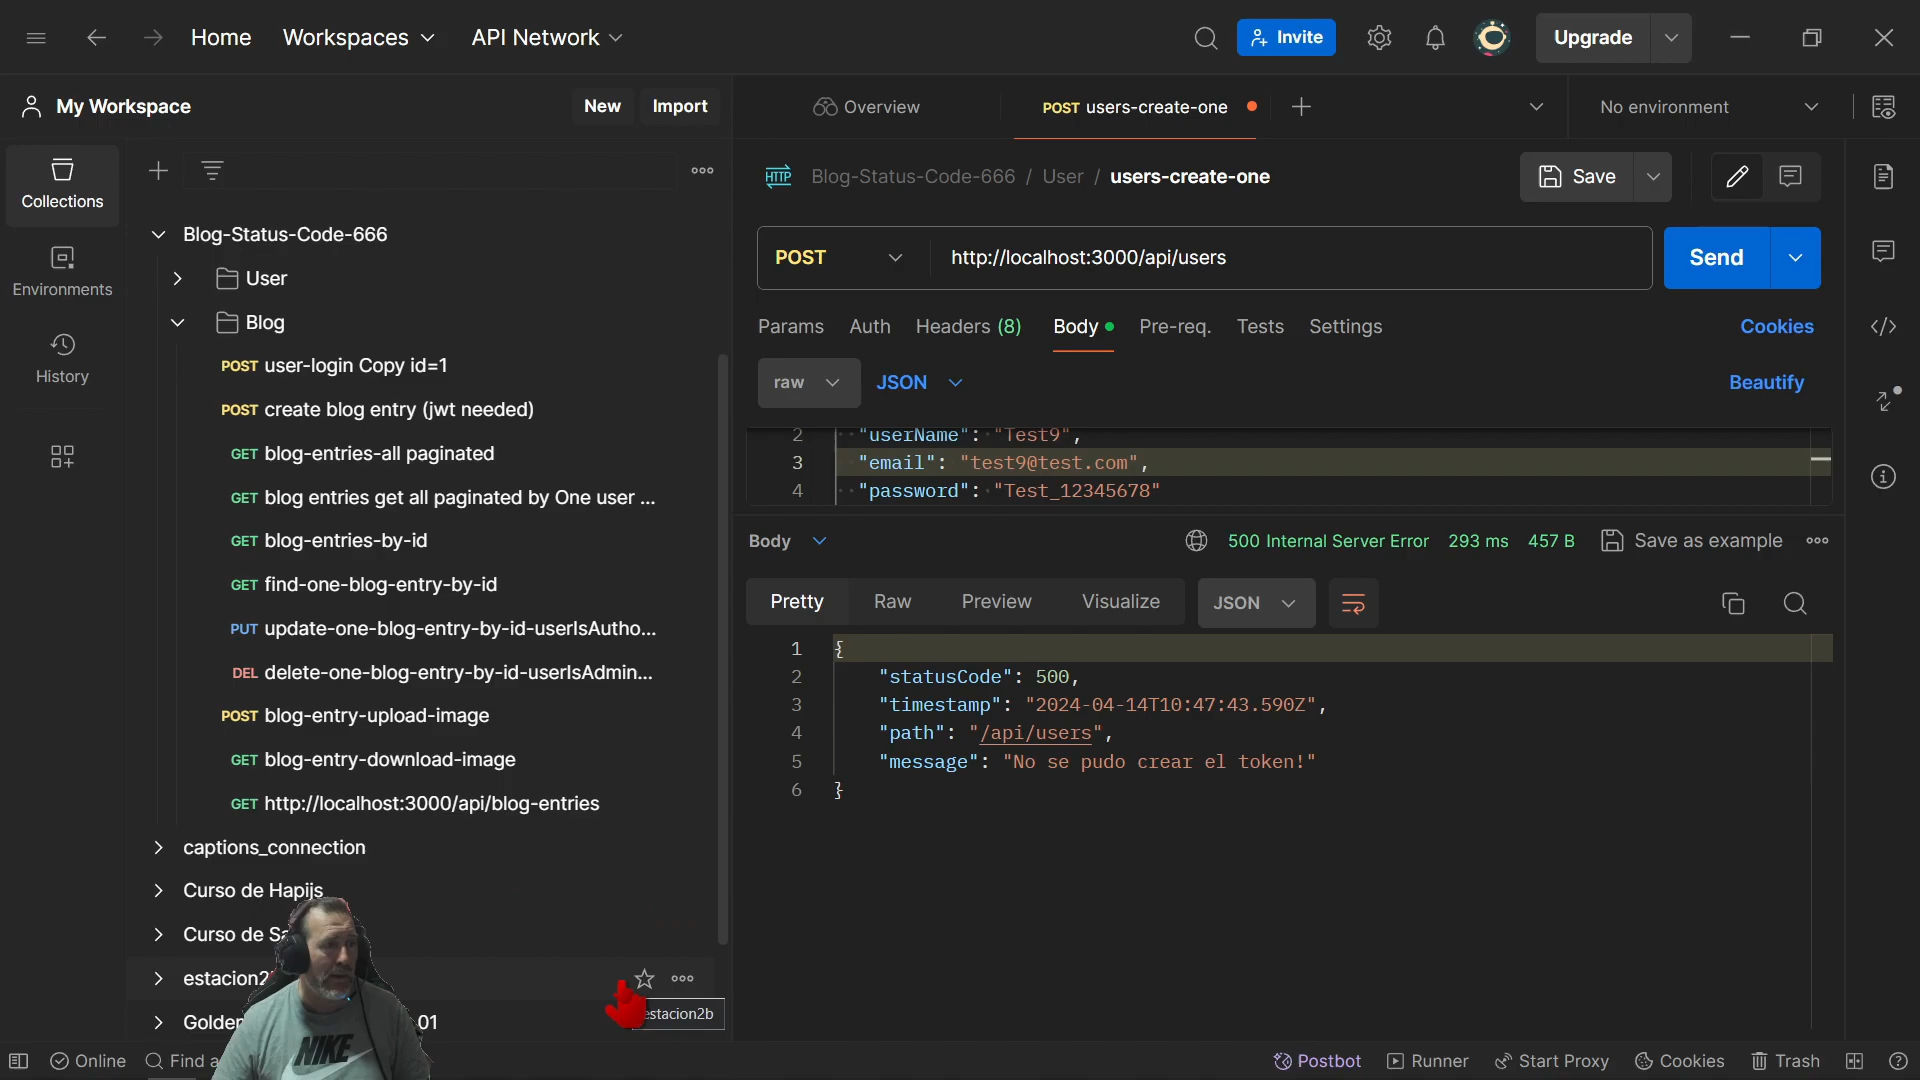 Home Workspaces API Network Invite Upgrade
My Workspace New Import Overview POST users-create-one No environment
Collections
Environments
History
Blog-Status-Code-666
User
Blog
POST user-login Copy id=1
POST create blog entry (jwt needed)
GET blog-entries-all paginated
GET blog entries get all paginated by One user ...
GET blog-entries-by-id
GET find-one-blog-entry-by-id
PUT update-one-blog-entry-by-id-userIsAutho...
DEL delete-one-blog-entry-by-id-userIsAdmin...
POST blog-entry-upload-image
GET blog-entry-download-image
GET http://localhost:3000/api/blog-entries
captions_connection
Curso de Hapijs
Curso de
estacion2
estacion2b
Golden 01
HTTP Blog-Status-Code-666 / User / users-create-one Save
POST http://localhost:3000/api/users Send
Params Auth Headers (8) Body Pre-req. Tests Settings Cookies
raw JSON Beautify
2 "userName": "Test9",
3 "email": "test9@test.com",
4 "password": "Test_12345678"
Body 500 Internal Server Error 293 ms 457 B Save as example
Pretty Raw Preview Visualize JSON
1 {
2 "statusCode": 500,
3 "timestamp": "2024-04-14T10:47:43.590Z",
4 "path": "/api/users",
5 "message": "No se pudo crear el token!"
6 }
NIKE
Online Find Postbot Runner Start Proxy Cookies Trash